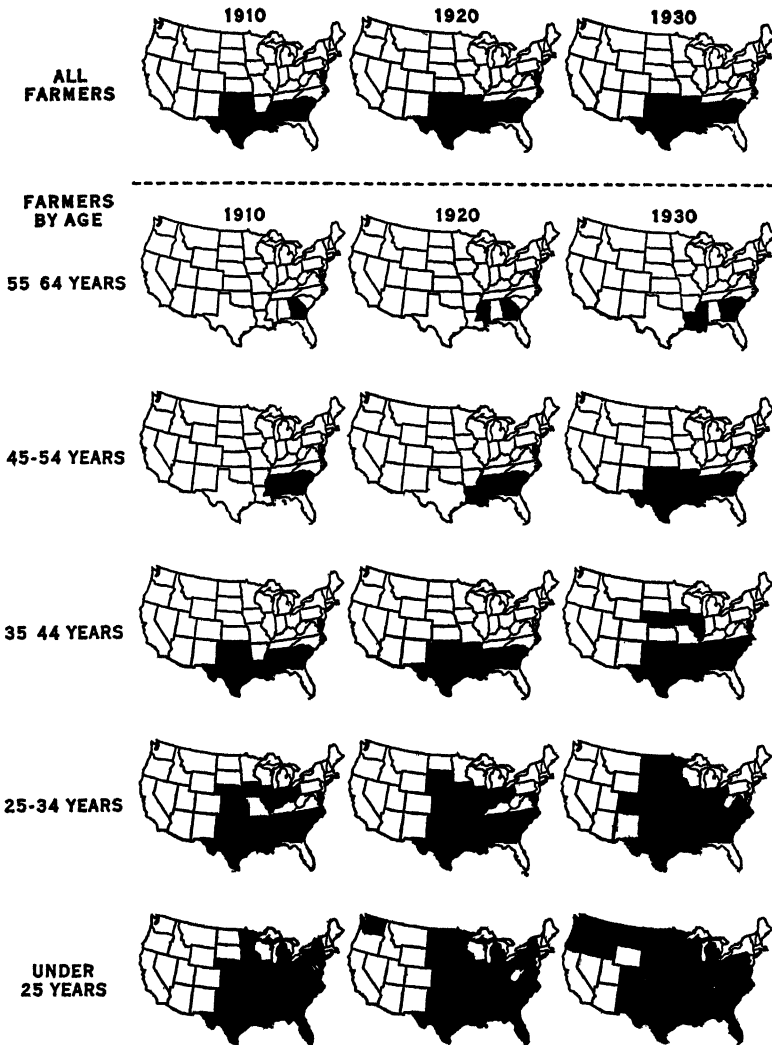 1910 1920 1930
ALL
FARMERS
FARMERS
BY AGE
1910 1920 1930
55 64 YEARS
45-54 YEARS
35 44 YEARS
25-34 YEARS
UNDER
25 YEARS